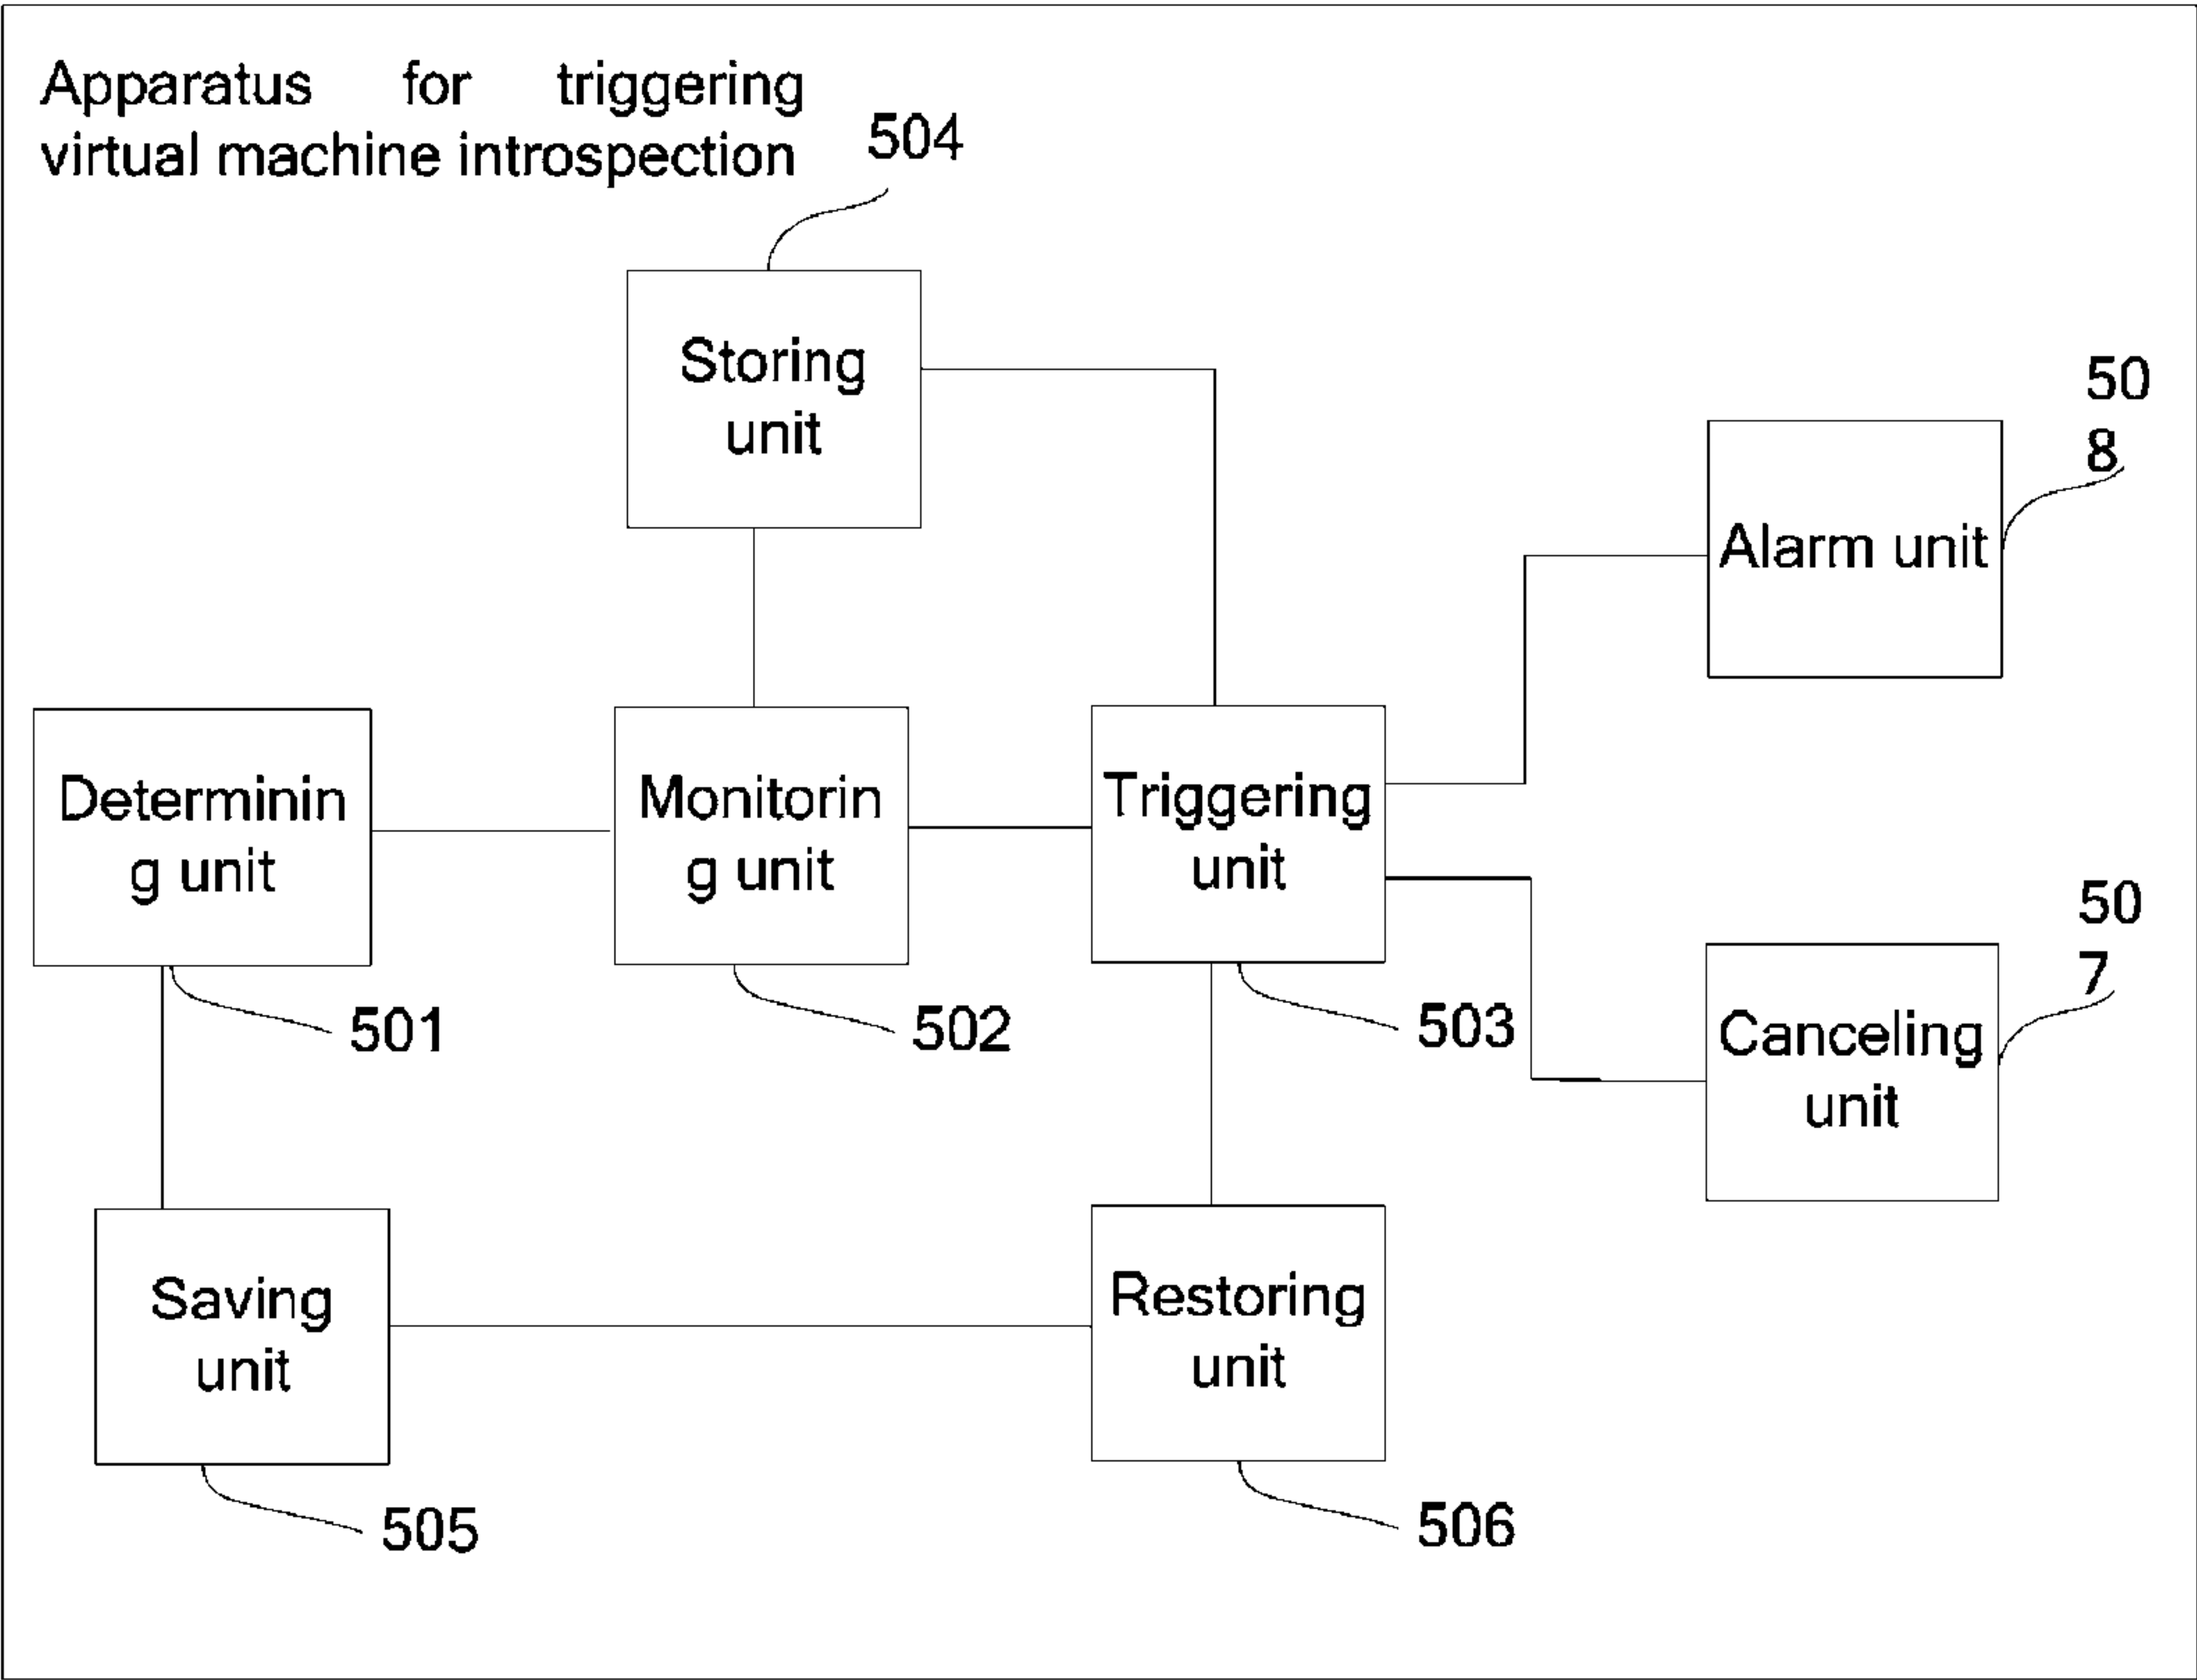 Apparatus for triggering
virtual machine introspection
504
Storing
unit
50
8
Alarm unit
Determinin
g unit
Monitorin
g unit
Triggering
unit
50
7
Canceling
unit
501
502
503
Saving
unit
Restoring
unit
505
506